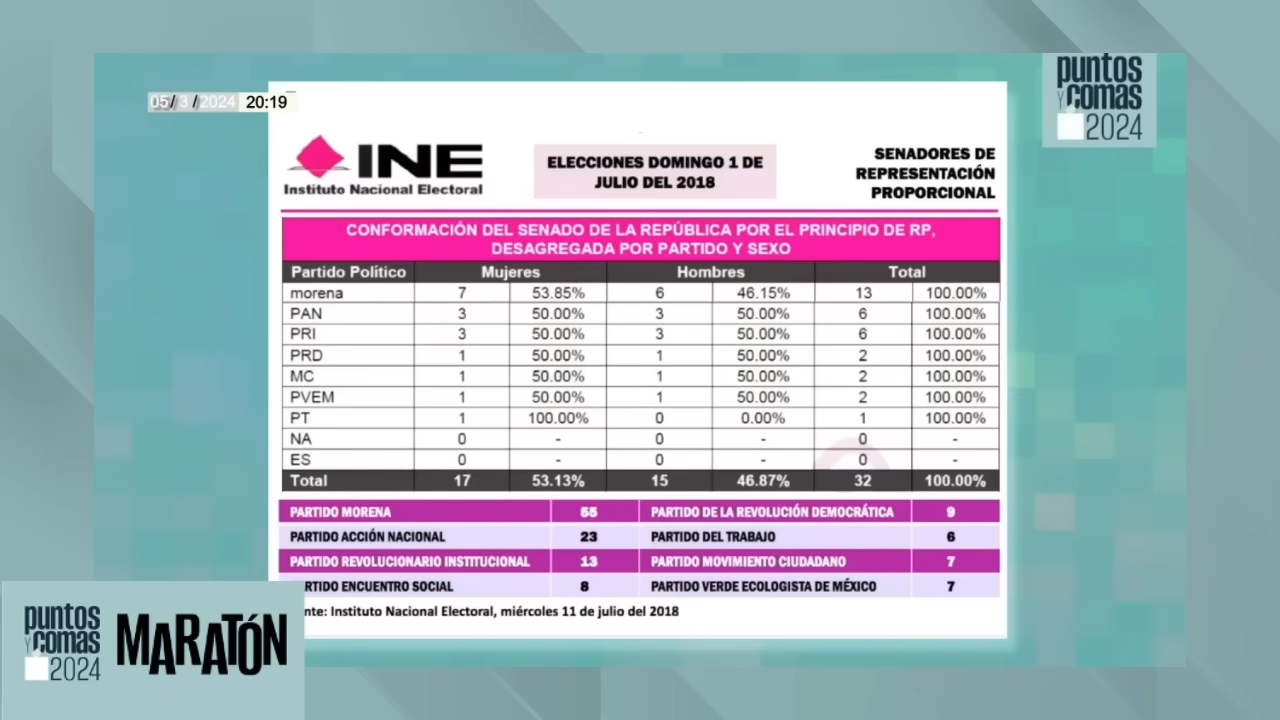 05/ 3 /2024 20:19
puntos
Y comas
2024
INE
Instituto Nacional Electoral
ELECCIONES DOMINGO 1 DE
JULIO DEL 2018
SENADORES DE
REPRESENTACIÓN
PROPORCIONAL
CONFORMACIÓN DEL SENADO DE LA REPÚBLICA POR EL PRINCIPIO DE RP,
DESAGREGADA POR PARTIDO Y SEXO
Partido Político Mujeres Hombres Total
morena 7 53.85% 6 46.15% 13 100.00%
PAN 3 50.00% 3 50.00% 6 100.00%
PRI 3 50.00% 3 50.00% 6 100.00%
PRD 1 50.00% 1 50.00% 2 100.00%
MC 1 50.00% 1 50.00% 2 100.00%
PVEM 1 50.00% 1 50.00% 2 100.00%
PT 1 100.00% 0 0.00% 1 100.00%
NA 0 - 0 - 0 -
ES 0 - 0 - 0 -
Total 17 53.13% 15 46.87% 32 100.00%
PARTIDO MORENA 55 PARTIDO DE LA REVOLUCIÓN DEMOCRÁTICA 9
PARTIDO ACCIÓN NACIONAL 23 PARTIDO DEL TRABAJO 6
PARTIDO REVOLUCIONARIO INSTITUCIONAL 13 PARTIDO MOVIMIENTO CIUDADANO 7
RTIDO ENCUENTRO SOCIAL 8 PARTIDO VERDE ECOLOGISTA DE MÉXICO 7
nte: Instituto Nacional Electoral, miércoles 11 de julio del 2018
puntos
Y comas
2024
MARATÓN